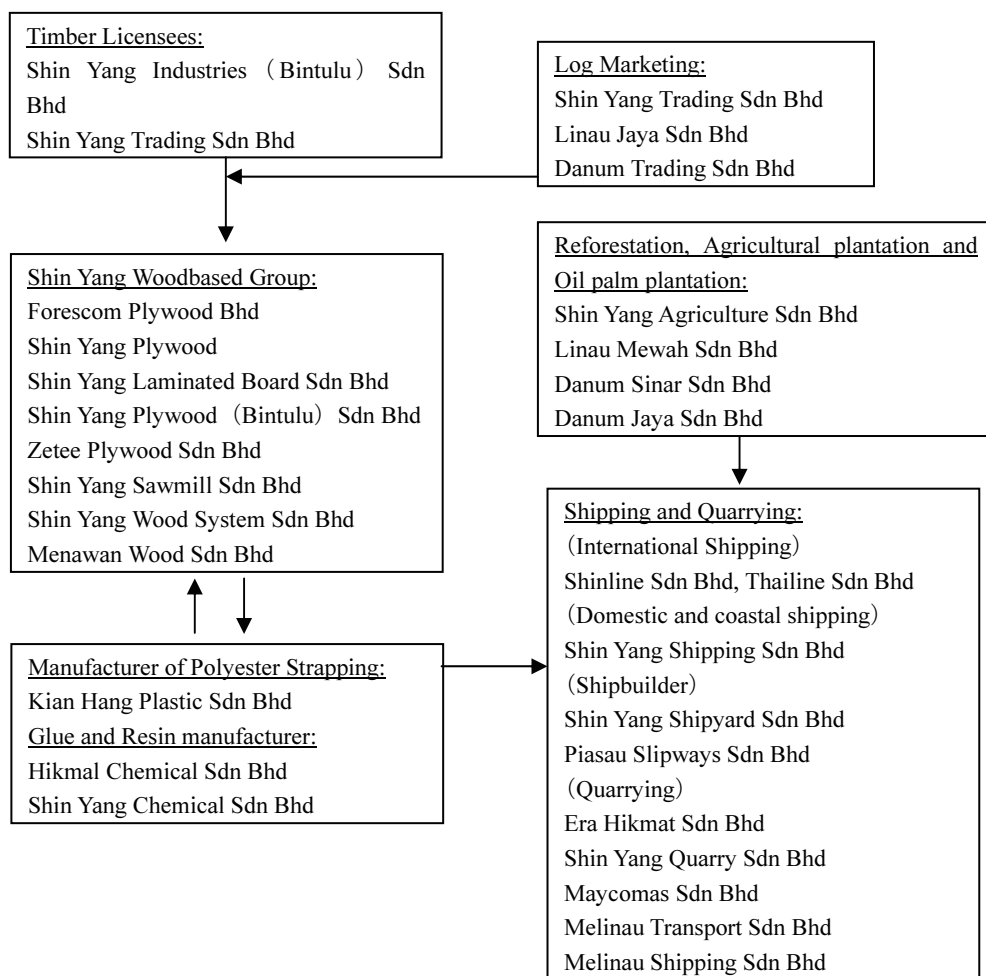 Timber Licensees:
Shin Yang Industries（Bintulu）Sdn
Bhd
Shin Yang Trading Sdn Bhd
Log Marketing:
Shin Yang Trading Sdn Bhd
Linau Jaya Sdn Bhd
Danum Trading Sdn Bhd
Shin Yang Woodbased Group:
Forescom Plywood Bhd
Shin Yang Plywood
Shin Yang Laminated Board Sdn Bhd
Shin Yang Plywood（Bintulu）Sdn Bhd
Zetee Plywood Sdn Bhd
Shin Yang Sawmill Sdn Bhd
Shin Yang Wood System Sdn Bhd
Menawan Wood Sdn Bhd
Reforestation, Agricultural plantation and
Oil palm plantation:
Shin Yang Agriculture Sdn Bhd
Linau Mewah Sdn Bhd
Danum Sinar Sdn Bhd
Danum Jaya Sdn Bhd
Manufacturer of Polyester Strapping:
Kian Hang Plastic Sdn Bhd
Glue and Resin manufacturer:
Hikmal Chemical Sdn Bhd
Shin Yang Chemical Sdn Bhd
Shipping and Quarrying:
（International Shipping）
Shinline Sdn Bhd, Thailine Sdn Bhd
（Domestic and coastal shipping）
Shin Yang Shipping Sdn Bhd
（Shipbuilder）
Shin Yang Shipyard Sdn Bhd
Piasau Slipways Sdn Bhd
（Quarrying）
Era Hikmat Sdn Bhd
Shin Yang Quarry Sdn Bhd
Maycomas Sdn Bhd
Melinau Transport Sdn Bhd
Melinau Shipping Sdn Bhd